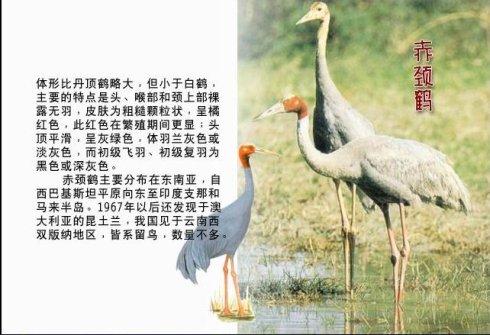 赤颈鹤
体形比丹顶鹤略大，但小于白鹤，
主要的特点是头、喉部和颈上部裸
露无羽，皮肤为粗糙颗粒状，呈橘
红色，此红色在繁殖期间更显；头
顶平滑，呈灰绿色，体羽兰灰色或
淡灰色，而初级飞羽、初级复羽为
黑色或深灰色。
赤颈鹤主要分布在东南亚，自
西巴基斯坦平原向东至印度支那和
马来半岛。1967年以后还发现于澳
大利亚的昆土兰，我国见于云南西
双版纳地区，皆系留鸟，数量不多。